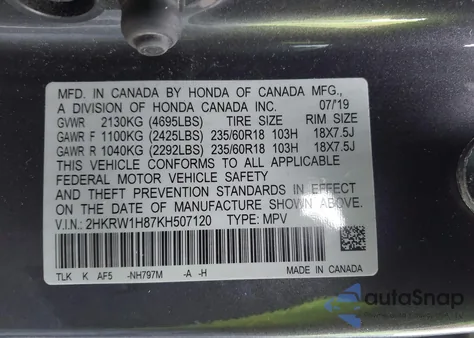 MFD. IN CANADA BY HONDA OF CANADA MFG.,
A DIVISION OF HONDA CANADA INC. 07/'19
GVWR 2130KG (4695LBS) TIRE SIZE RIM SIZE
GAWR F 1100KG (2425LBS) 235/60R18 103H 18X7.5J
GAWR R 1040KG (2292LBS) 235/60R18 103H 18X7.5J
THIS VEHICLE CONFORMS TO ALL APPLICABLE
FEDERAL MOTOR VEHICLE SAFETY
AND THEFT PREVENTION STANDARDS IN EFFECT
ON THE DATE OF MANUFACTURE SHOWN ABOVE.
V.I.N.: 2HKRW1H87KH507120 TYPE: MPV
TLK K AF5 -NH797M -A -H MADE IN CANADA
autoSnap